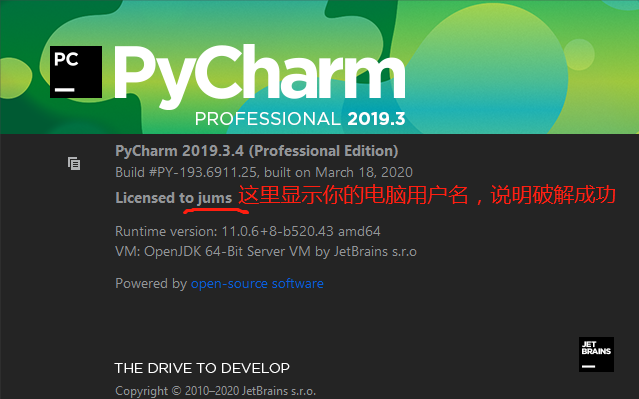 PC
PyCharm
PROFESSIONAL 2019.3
PyCharm 2019.3.4 (Professional Edition)
Build #PY-193.6911.25, built on March 18, 2020
Licensed to jums 这里显示你的电脑用户名，说明破解成功
Runtime version: 11.0.6+8-b520.43 amd64
VM: OpenJDK 64-Bit Server VM by JetBrains s.r.o
Powered by open-source software
JET
BRAINS
THE DRIVE TO DEVELOP
Copyright © 2010–2020 JetBrains s.r.o.